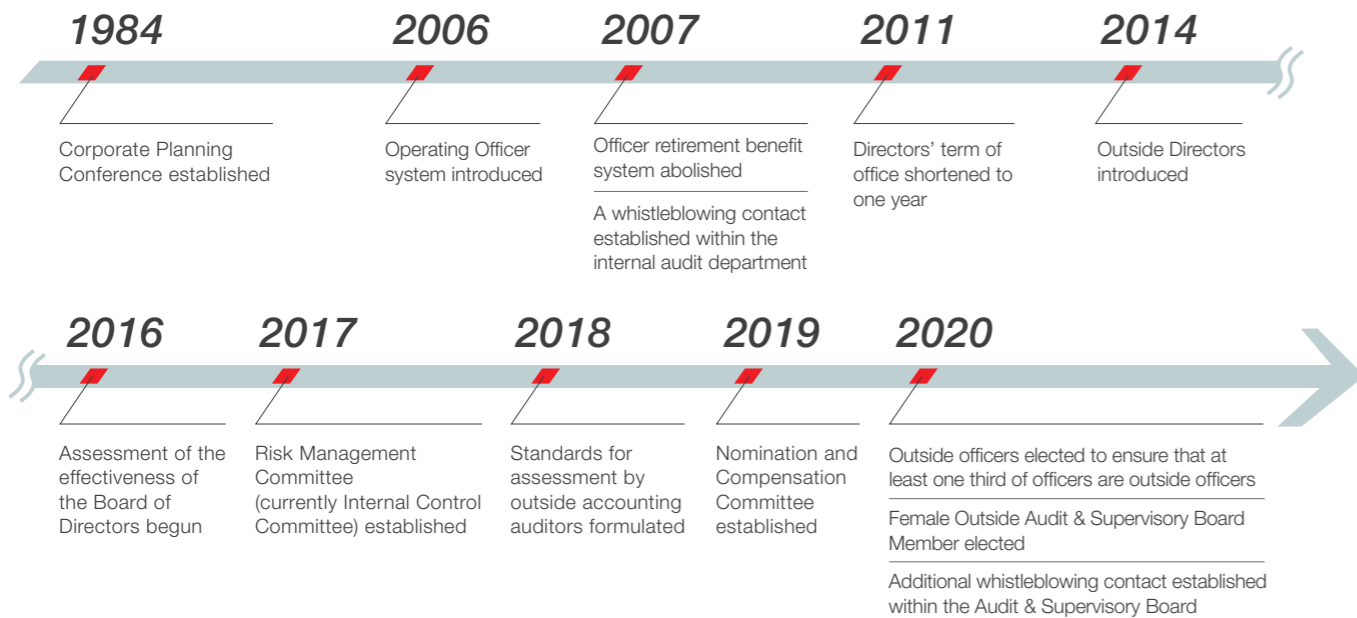 1984
Corporate Planning
Conference established
2006
Operating Officer
system introduced
2007
Officer retirement benefit
system abolished
A whistleblowing contact
established within the
internal audit department
2011
Directors’ term of
office shortened to
one year
2014
Outside Directors
introduced
2016
Assessment of the
effectiveness of
the Board of
Directors begun
2017
Risk Management
Committee
(currently Internal Control
Committee) established
2018
Standards for
assessment by
outside accounting
auditors formulated
2019
Nomination and
Compensation
Committee
established
2020
Outside officers elected to ensure that at
least one third of officers are outside officers
Female Outside Audit & Supervisory Board
Member elected
Additional whistleblowing contact established
within the Audit & Supervisory Board